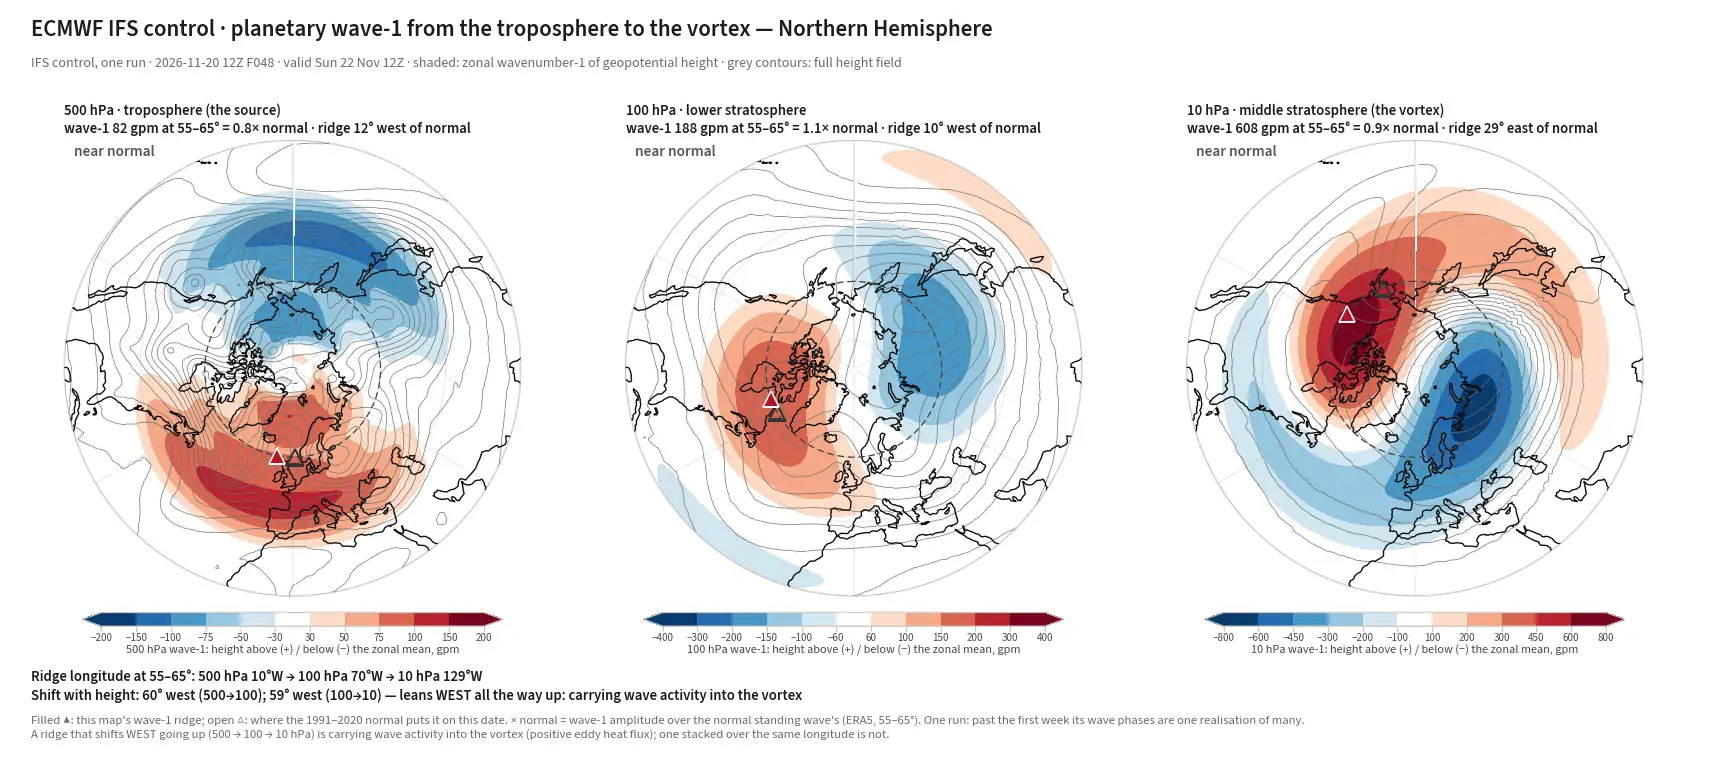 ECMWF IFS control · planetary wave-1 from the troposphere to the vortex — Northern Hemisphere
IFS control, one run · 2026-11-20 12Z F048 · valid Sun 22 Nov 12Z · shaded: zonal wavenumber-1 of geopotential height · grey contours: full height field
500 hPa · troposphere (the source)
wave-1 82 gpm at 55–65° = 0.8× normal · ridge 12° west of normal
near normal
100 hPa · lower stratosphere
wave-1 188 gpm at 55–65° = 1.1× normal · ridge 10° west of normal
near normal
10 hPa · middle stratosphere (the vortex)
wave-1 608 gpm at 55–65° = 0.9× normal · ridge 29° east of normal
near normal
−200 −150 −100 −75 −50 −30 30 50 75 100 150 200
500 hPa wave-1: height above (+) / below (−) the zonal mean, gpm
−400 −300 −200 −150 −100 −60 60 100 150 200 300 400
100 hPa wave-1: height above (+) / below (−) the zonal mean, gpm
−800 −600 −450 −300 −200 −100 100 200 300 450 600 800
10 hPa wave-1: height above (+) / below (−) the zonal mean, gpm
Ridge longitude at 55–65°: 500 hPa 10°W → 100 hPa 70°W → 10 hPa 129°W
Shift with height: 60° west (500→100); 59° west (100→10) — leans WEST all the way up: carrying wave activity into the vortex
Filled ▲: this map's wave-1 ridge; open △: where the 1991–2020 normal puts it on this date. × normal = wave-1 amplitude over the normal standing wave's (ERA5, 55–65°). One run: past the first week its wave phases are one realisation of many.
A ridge that shifts WEST going up (500 → 100 → 10 hPa) is carrying wave activity into the vortex (positive eddy heat flux); one stacked over the same longitude is not.